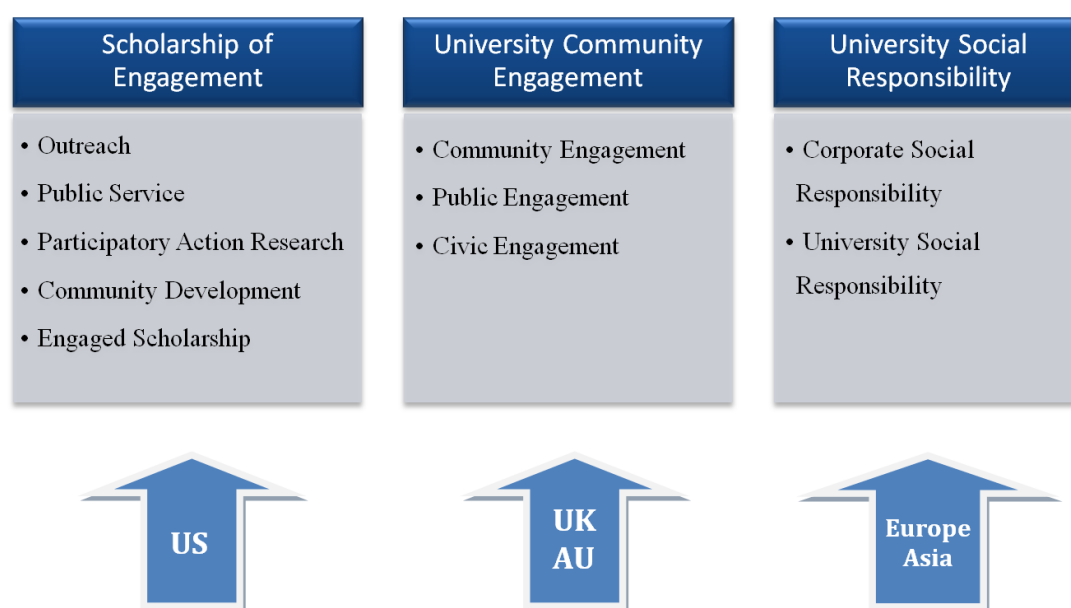 Scholarship of
Engagement
• Outreach
• Public Service
• Participatory Action Research
• Community Development
• Engaged Scholarship
University Community
Engagement
• Community Engagement
• Public Engagement
• Civic Engagement
University Social
Responsibility
• Corporate Social
Responsibility
• University Social
Responsibility
US
UK
AU
Europe
Asia